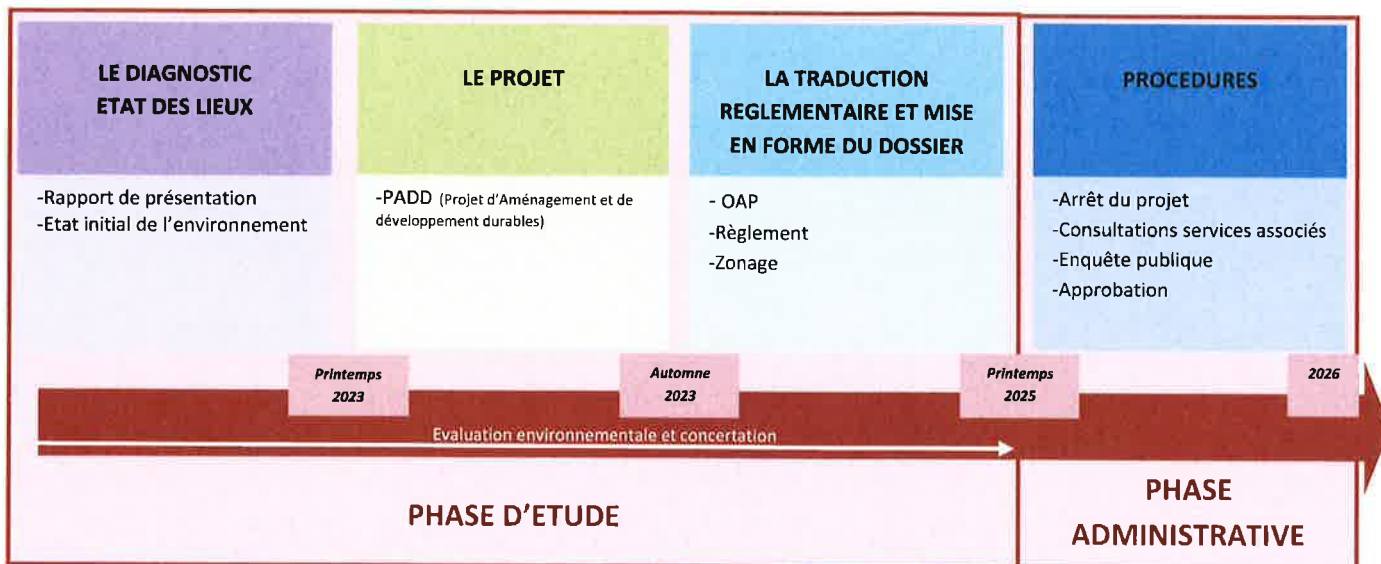 LE DIAGNOSTIC
ETAT DES LIEUX
-Rapport de présentation
-Etat initial de l'environnement
LE PROJET
-PADD (Projet d'Aménagement et de
développement durables)
LA TRADUCTION
REGLEMENTAIRE ET MISE
EN FORME DU DOSSIER
- OAP
-Règlement
-Zonage
PROCEDURES
-Arrêt du projet
-Consultations services associés
-Enquête publique
-Approbation
Printemps
2023
Automne
2023
Printemps
2025
2026
Evaluation environnementale et concertation
PHASE D'ETUDE
PHASE
ADMINISTRATIVE